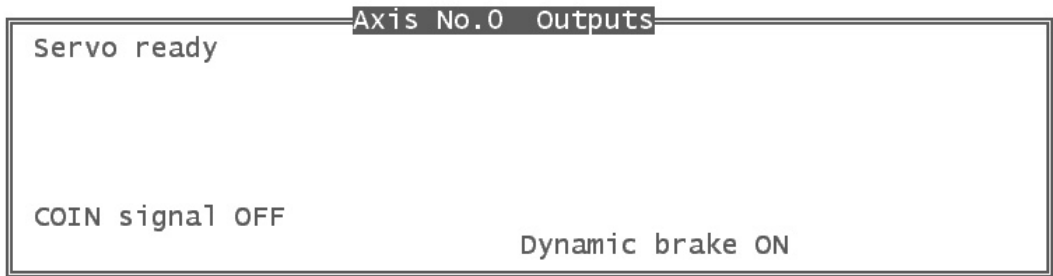 Axis No.0 Outputs
Servo ready
COIN signal OFF
Dynamic brake ON